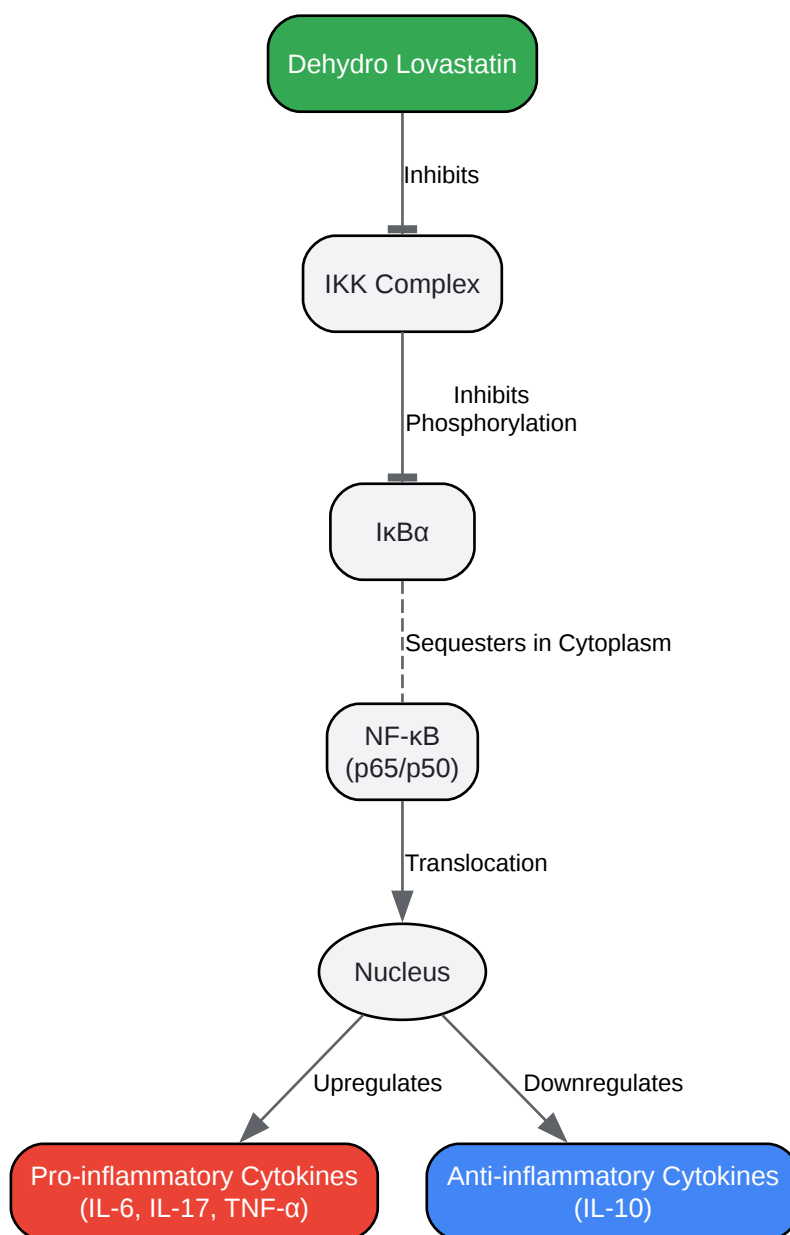 Dehydro Lovastatin
Inhibits
IKK Complex
Inhibits
Phosphorylation
IκBα
Sequesters in Cytoplasm
NF-κB
(p65/p50)
Translocation
Nucleus
Upregulates
Downregulates
Pro-inflammatory Cytokines
(IL-6, IL-17, TNF-α)
Anti-inflammatory Cytokines
(IL-10)